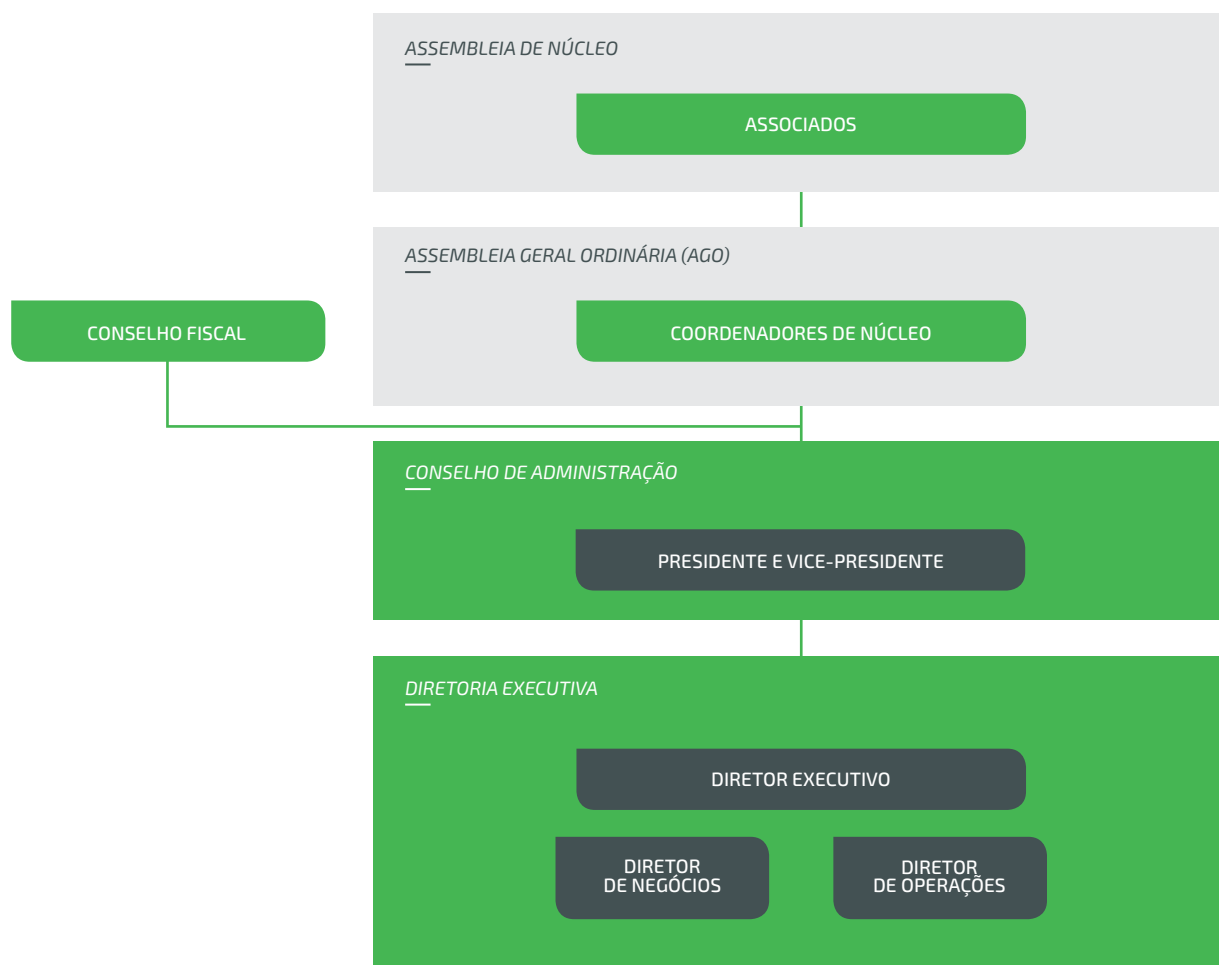 ASSEMBLEIA DE NÚCLEO
ASSOCIADOS
ASSEMBLEIA GERAL ORDINÁRIA (AGO)
CONSELHO FISCAL
COORDENADORES DE NÚCLEO
CONSELHO DE ADMINISTRAÇÃO
PRESIDENTE E VICE-PRESIDENTE
DIRETORIA EXECUTIVA
DIRETOR EXECUTIVO
DIRETOR
DE NEGÓCIOS
DIRETOR
DE OPERAÇÕES